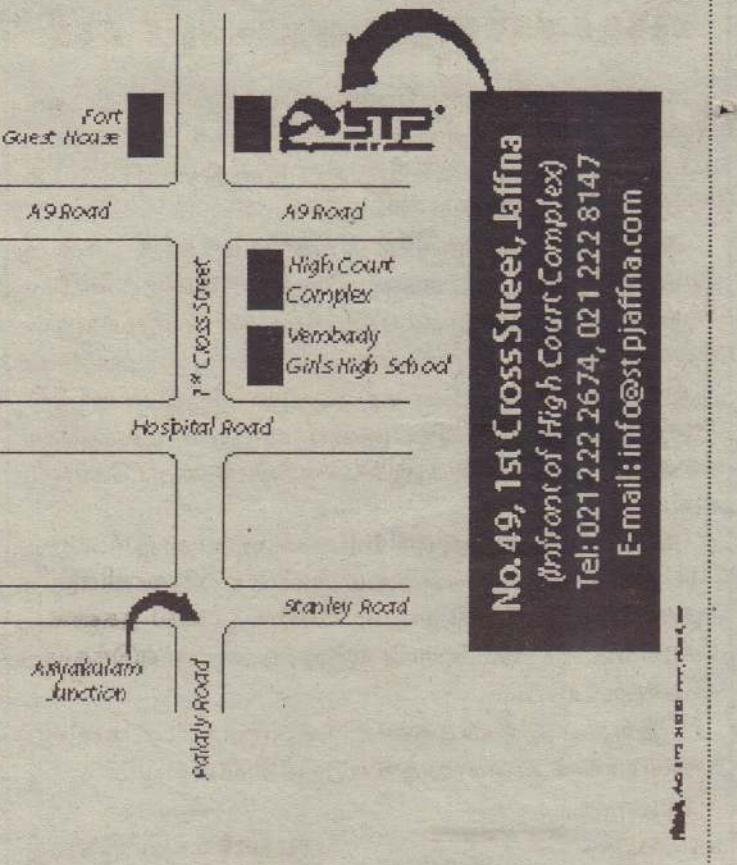 Fort
Guest House
STP
A9 Road
A9 Road
1st Cross Street
High Court
Complex
Vembady
Girls High School
Hospital Road
Stanley Road
Ariyakulam
Junction
Palaly Road
No. 49, 1st Cross Street, Jaffna
(Infront of High Court Complex)
Tel: 021 222 2674, 021 222 8147
E-mail: info@stpjaffna.com